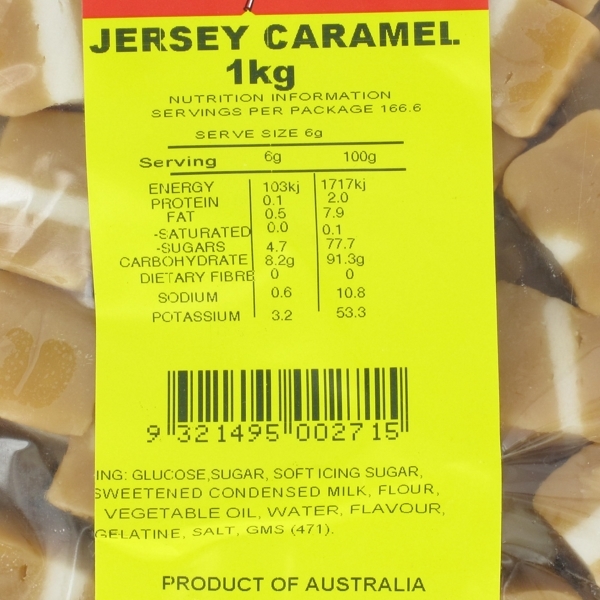 JERSEY CARAMEL
1kg
NUTRITION INFORMATION
SERVINGS PER PACKAGE 166.6
SERVE SIZE 6g
Serving 6g 100g
ENERGY 103kj 1717kj
PROTEIN 0.1 2.0
FAT 0.5 7.9
-SATURATED 0.0 0.1
-SUGARS 4.7 77.7
CARBOHYDRATE 8.2g 91.3g
DIETARY FIBRE 0 0
SODIUM 0.6 10.8
POTASSIUM 3.2 53.3
9 321495 002715
ING: GLUCOSE,SUGAR, SOFT ICING SUGAR,
SWEETENED CONDENSED MILK, FLOUR,
VEGETABLE OIL, WATER, FLAVOUR,
GELATINE, SALT, GMS (471).
PRODUCT OF AUSTRALIA